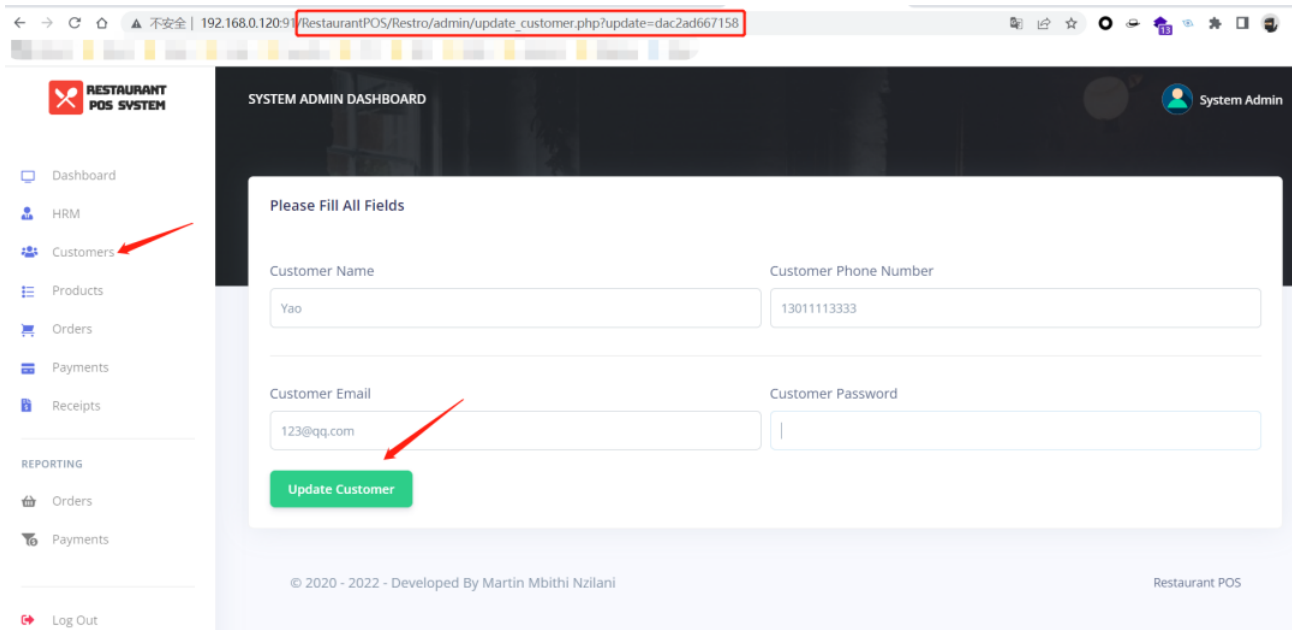 不安全 | 192.168.0.120:91/RestaurantPOS/Restro/admin/update_customer.php?update=dac2ad667158
13
RESTAURANT
POS SYSTEM
SYSTEM ADMIN DASHBOARD
System Admin
Dashboard
HRM
Customers
Products
Orders
Payments
Receipts
REPORTING
Orders
Payments
Log Out
Please Fill All Fields
Customer Name
Customer Phone Number
Yao
13011113333
Customer Email
Customer Password
123@qq.com
Update Customer
© 2020 - 2022 - Developed By Martin Mbithi Nzilani
Restaurant POS